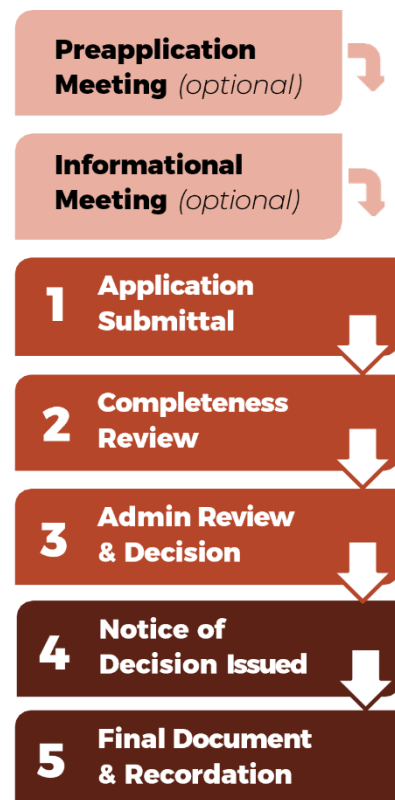 Preapplication
Meeting (optional)
Informational
Meeting (optional)
1 Application
Submittal
2 Completeness
Review
3 Admin Review
& Decision
4 Notice of
Decision Issued
5 Final Document
& Recordation